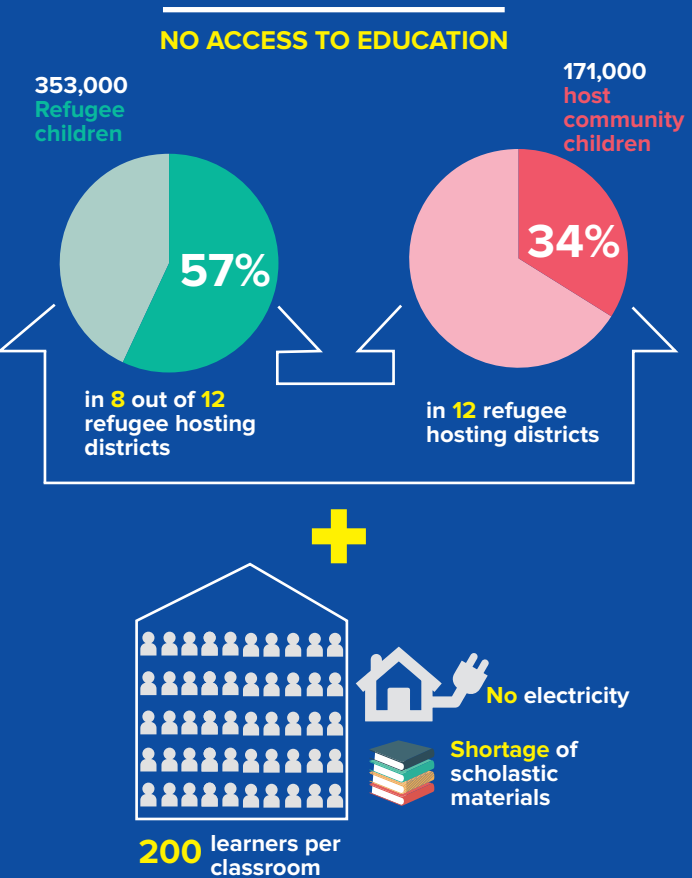 NO ACCESS TO EDUCATION
353,000
Refugee
children
57%
in 8 out of 12
refugee hosting
districts
171,000
host
community
children
34%
in 12 refugee
hosting districts
No electricity
Shortage of
scholastic
materials
200 learners per
classroom